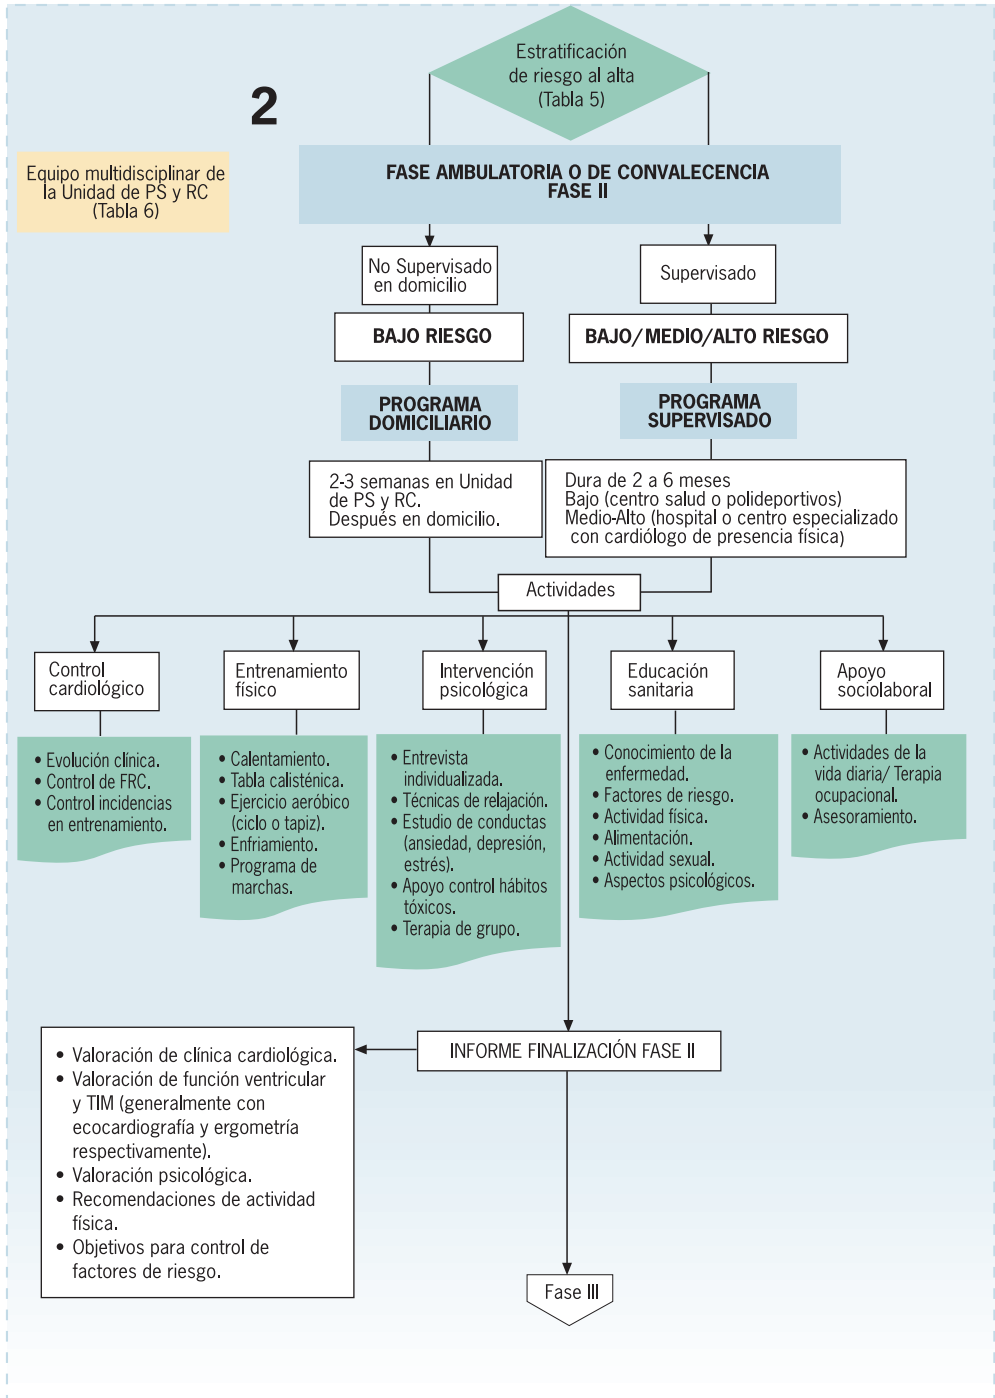 Estratificación
de riesgo al alta
(Tabla 5)
2
Equipo multidisciplinar de
la Unidad de PS y RC
(Tabla 6)
FASE AMBULATORIA O DE CONVALECENCIA
FASE II
No Supervisado
en domicilio
Supervisado
BAJO RIESGO
BAJO/MEDIO/ALTO RIESGO
PROGRAMA
DOMICILIARIO
PROGRAMA
SUPERVISADO
2-3 semanas en Unidad
de PS y RC.
Después en domicilio.
Dura de 2 a 6 meses
Bajo (centro salud o polideportivos)
Medio-Alto (hospital o centro especializado
con cardiólogo de presencia física)
Actividades
Control
cardiológico
Entrenamiento
físico
Intervención
psicológica
Educación
sanitaria
Apoyo
sociolaboral
• Evolución clínica.
• Control de FRC.
• Control incidencias
en entrenamiento.
• Calentamiento.
• Tabla calisténica.
• Ejercicio aeróbico
(ciclo o tapiz).
• Enfriamiento.
• Programa de
marchas.
• Entrevista
individualizada.
• Técnicas de relajación.
• Estudio de conductas
(ansiedad, depresión,
estrés).
• Apoyo control hábitos
tóxicos.
• Terapia de grupo.
• Conocimiento de la
enfermedad.
• Factores de riesgo.
• Actividad física.
• Alimentación.
• Actividad sexual.
• Aspectos psicológicos.
• Actividades de la
vida diaria/ Terapia
ocupacional.
• Asesoramiento.
INFORME FINALIZACIÓN FASE II
• Valoración de clínica cardiológica.
• Valoración de función ventricular
y TIM (generalmente con
ecocardiografía y ergometría
respectivamente).
• Valoración psicológica.
• Recomendaciones de actividad
física.
• Objetivos para control de
factores de riesgo.
Fase III